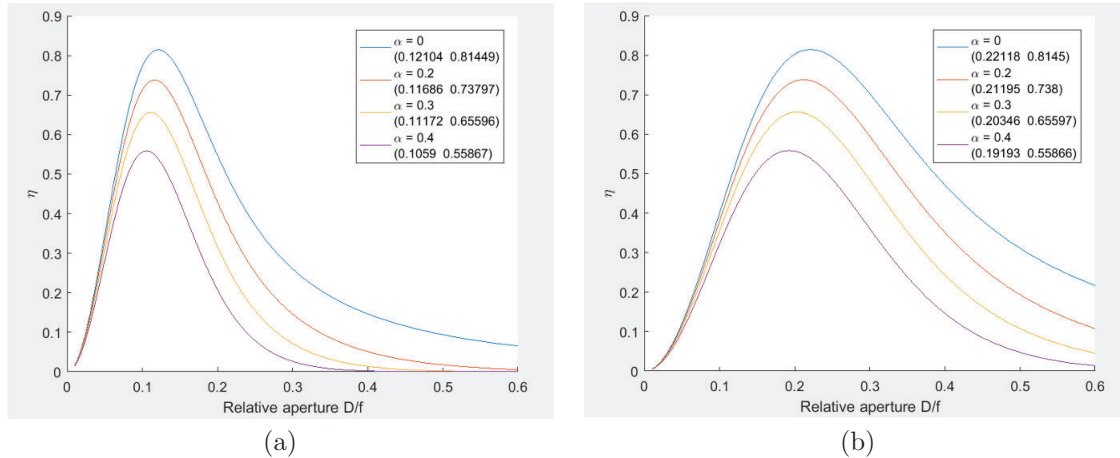 0.9
0.8
0.7
0.6
0.5
0.4
0.3
0.2
0.1
0
η
0 0.1 0.2 0.3 0.4 0.5 0.6
Relative aperture D/f
α = 0
(0.12104 0.81449)
α = 0.2
(0.11686 0.73797)
α = 0.3
(0.11172 0.65596)
α = 0.4
(0.1059 0.55867)
(a)
0.9
0.8
0.7
0.6
0.5
0.4
0.3
0.2
0.1
0
η
0 0.1 0.2 0.3 0.4 0.5 0.6
Relative aperture D/f
α = 0
(0.22118 0.8145)
α = 0.2
(0.21195 0.738)
α = 0.3
(0.20346 0.65597)
α = 0.4
(0.19193 0.55866)
(b)